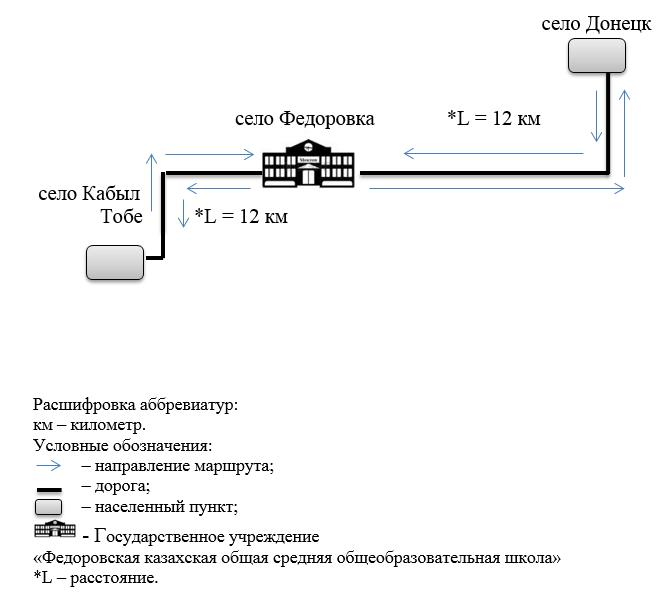 село Донецк
село Федоровка
*L = 12 км
село Кабыл
Тобе
*L = 12 км
Расшифровка аббревиатур:
км – километр.
Условные обозначения:
– направление маршрута;
– дорога;
– населенный пункт;
- Государственное учреждение
«Федоровская казахская общая средняя общеобразовательная школа»
*L – расстояние.